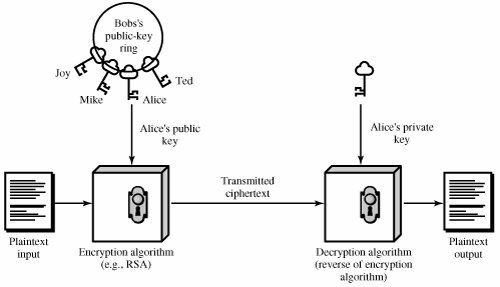 Bobs's
public-key
ring
Joy
Mike
Alice
Ted
Alice's public
key
Alice's private
key
Transmitted
ciphertext
Plaintext
input
Encryption algorithm
(e.g., RSA)
Decryption algorithm
(reverse of encryption
algorithm)
Plaintext
output